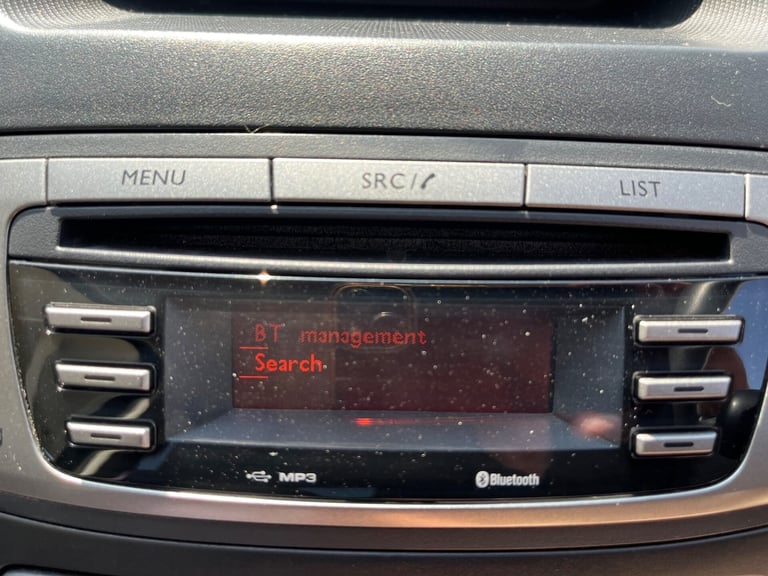 MENU
SRC/
LIST
BT management
Search
MP3
Bluetooth